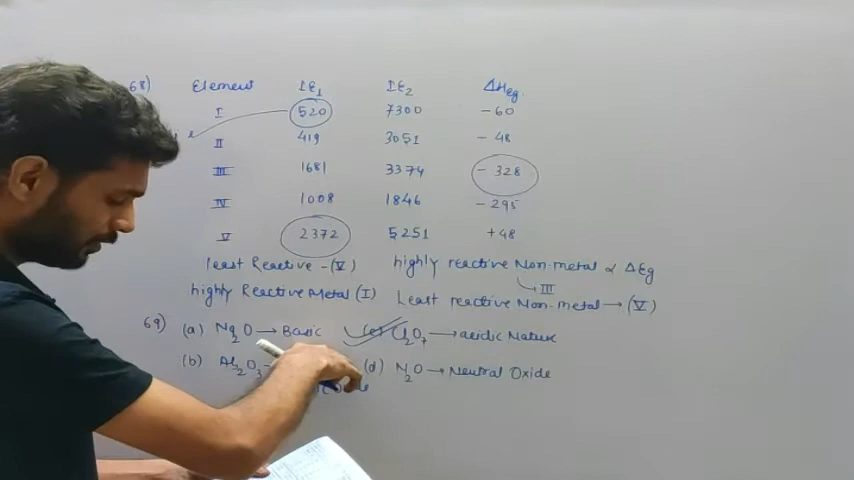 68) Element IE1 IE2 ΔHeg
I 520 7300 -60
II 419 3051 -48
III 1681 3374 -328
IV 1008 1846 -295
V 2372 5251 +48
least Reactive -(V) highly reactive Non-metal ∝ ΔEg
III
highly Reactive Metal (I) Least reactive Non-metal → (V)
69) (a) Na2O → Basic (c) Cl2O7 → acidic Nature
(b) Al2O3 (d) N2O → Neutral Oxide